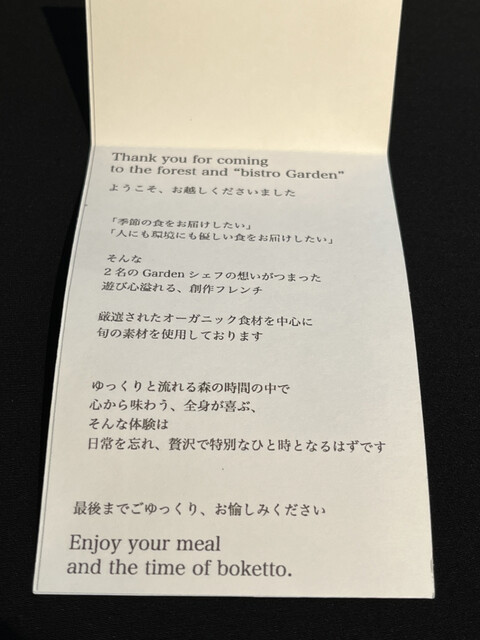 Thank you for coming
to the forest and “bistro Garden”
ようこそ、お越しくださいました
「季節の食をお届けしたい」
「人にも環境にも優しい食をお届けしたい」
そんな
2名の Garden シェフの想いがつまった
遊び心溢れる、創作フレンチ
厳選されたオーガニック食材を中心に
旬の素材を使用しております
ゆっくりと流れる森の時間の中で
心から味わう、全身が喜ぶ、
そんな体験は
日常を忘れ、贅沢で特別なひと時となるはずです
最後までごゆっくり、お愉しみください
Enjoy your meal
and the time of boketto.